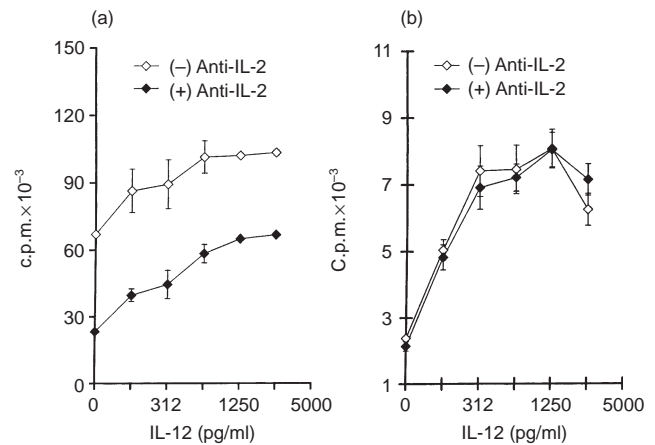 (a)
(–) Anti-IL-2
(+) Anti-IL-2
c.p.m.×10⁻³
150
120
90
60
30
0
0 312 1250 5000
IL-12 (pg/ml)
(b)
(–) Anti-IL-2
(+) Anti-IL-2
C.p.m.×10⁻³
11
9
7
5
3
1
0 312 1250 5000
IL-12 (pg/ml)